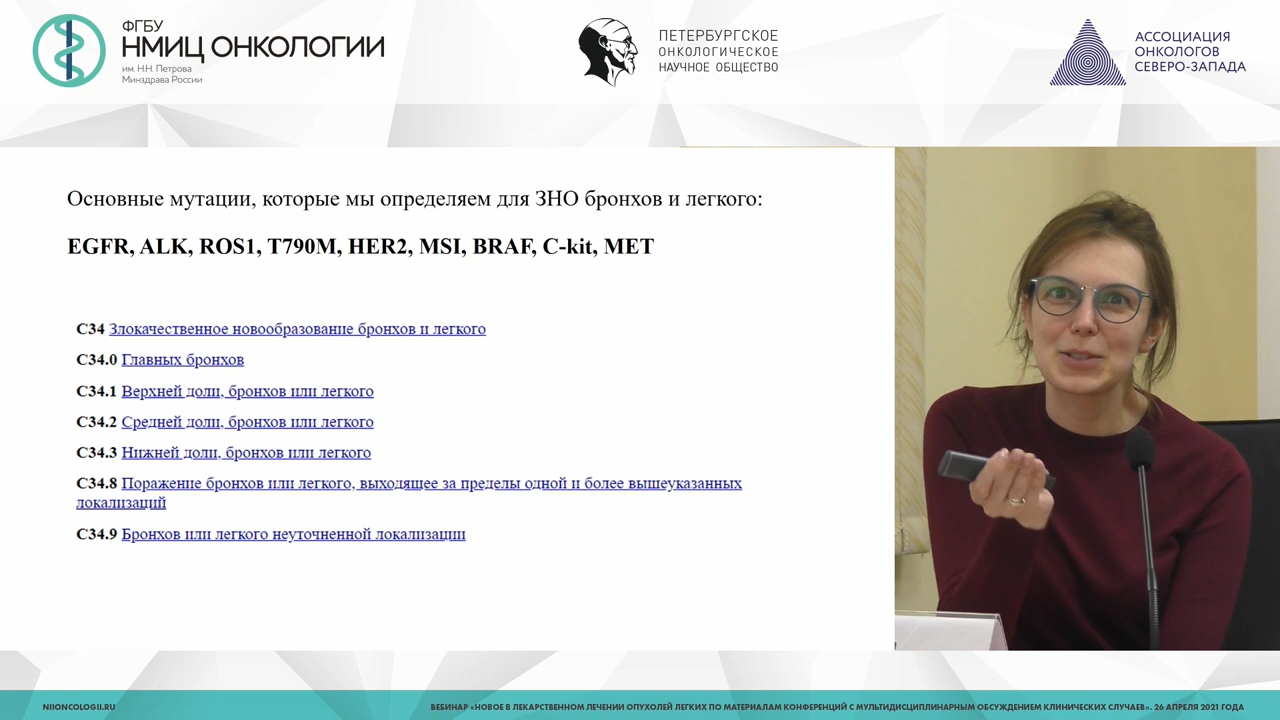 ФГБУ
НМИЦ ОНКОЛОГИИ
им. Н.Н. Петрова
Минздрава России
ПЕТЕРБУРГСКОЕ
ОНКОЛОГИЧЕСКОЕ
НАУЧНОЕ ОБЩЕСТВО
АССОЦИАЦИЯ
ОНКОЛОГОВ
СЕВЕРО-ЗАПАДА
Основные мутации, которые мы определяем для ЗНО бронхов и легкого:
EGFR, ALK, ROS1, T790M, HER2, MSI, BRAF, C-kit, MET
C34 Злокачественное новообразование бронхов и легкого
C34.0 Главных бронхов
C34.1 Верхней доли, бронхов или легкого
C34.2 Средней доли, бронхов или легкого
C34.3 Нижней доли, бронхов или легкого
C34.8 Поражение бронхов или легкого, выходящее за пределы одной и более вышеуказанных
локализаций
C34.9 Бронхов или легкого неуточненной локализации
NIIONCOLOGII.RU
ВЕБИНАР «НОВОЕ В ЛЕКАРСТВЕННОМ ЛЕЧЕНИИ ОПУХОЛЕЙ ЛЕГКИХ ПО МАТЕРИАЛАМ КОНФЕРЕНЦИЙ С МУЛЬТИДИСЦИПЛИНАРНЫМ ОБСУЖДЕНИЕМ КЛИНИЧЕСКИХ СЛУЧАЕВ». 26 АПРЕЛЯ 2021 ГОДА